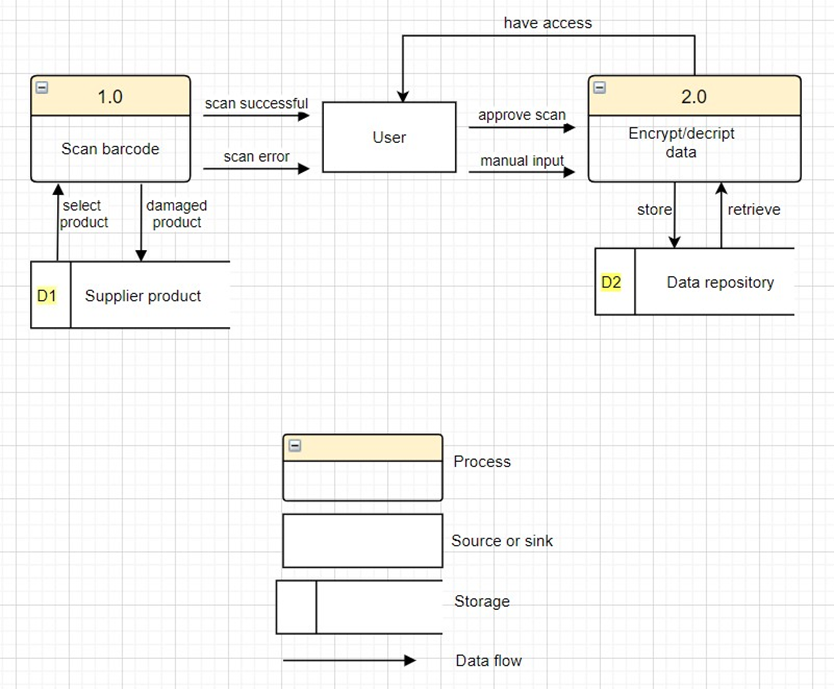 have access
1.0
Scan barcode
scan successful
scan error
User
approve scan
manual input
2.0
Encrypt/decript
data
select
product
damaged
product
D1
Supplier product
store
retrieve
D2
Data repository
Process
Source or sink
Storage
Data flow